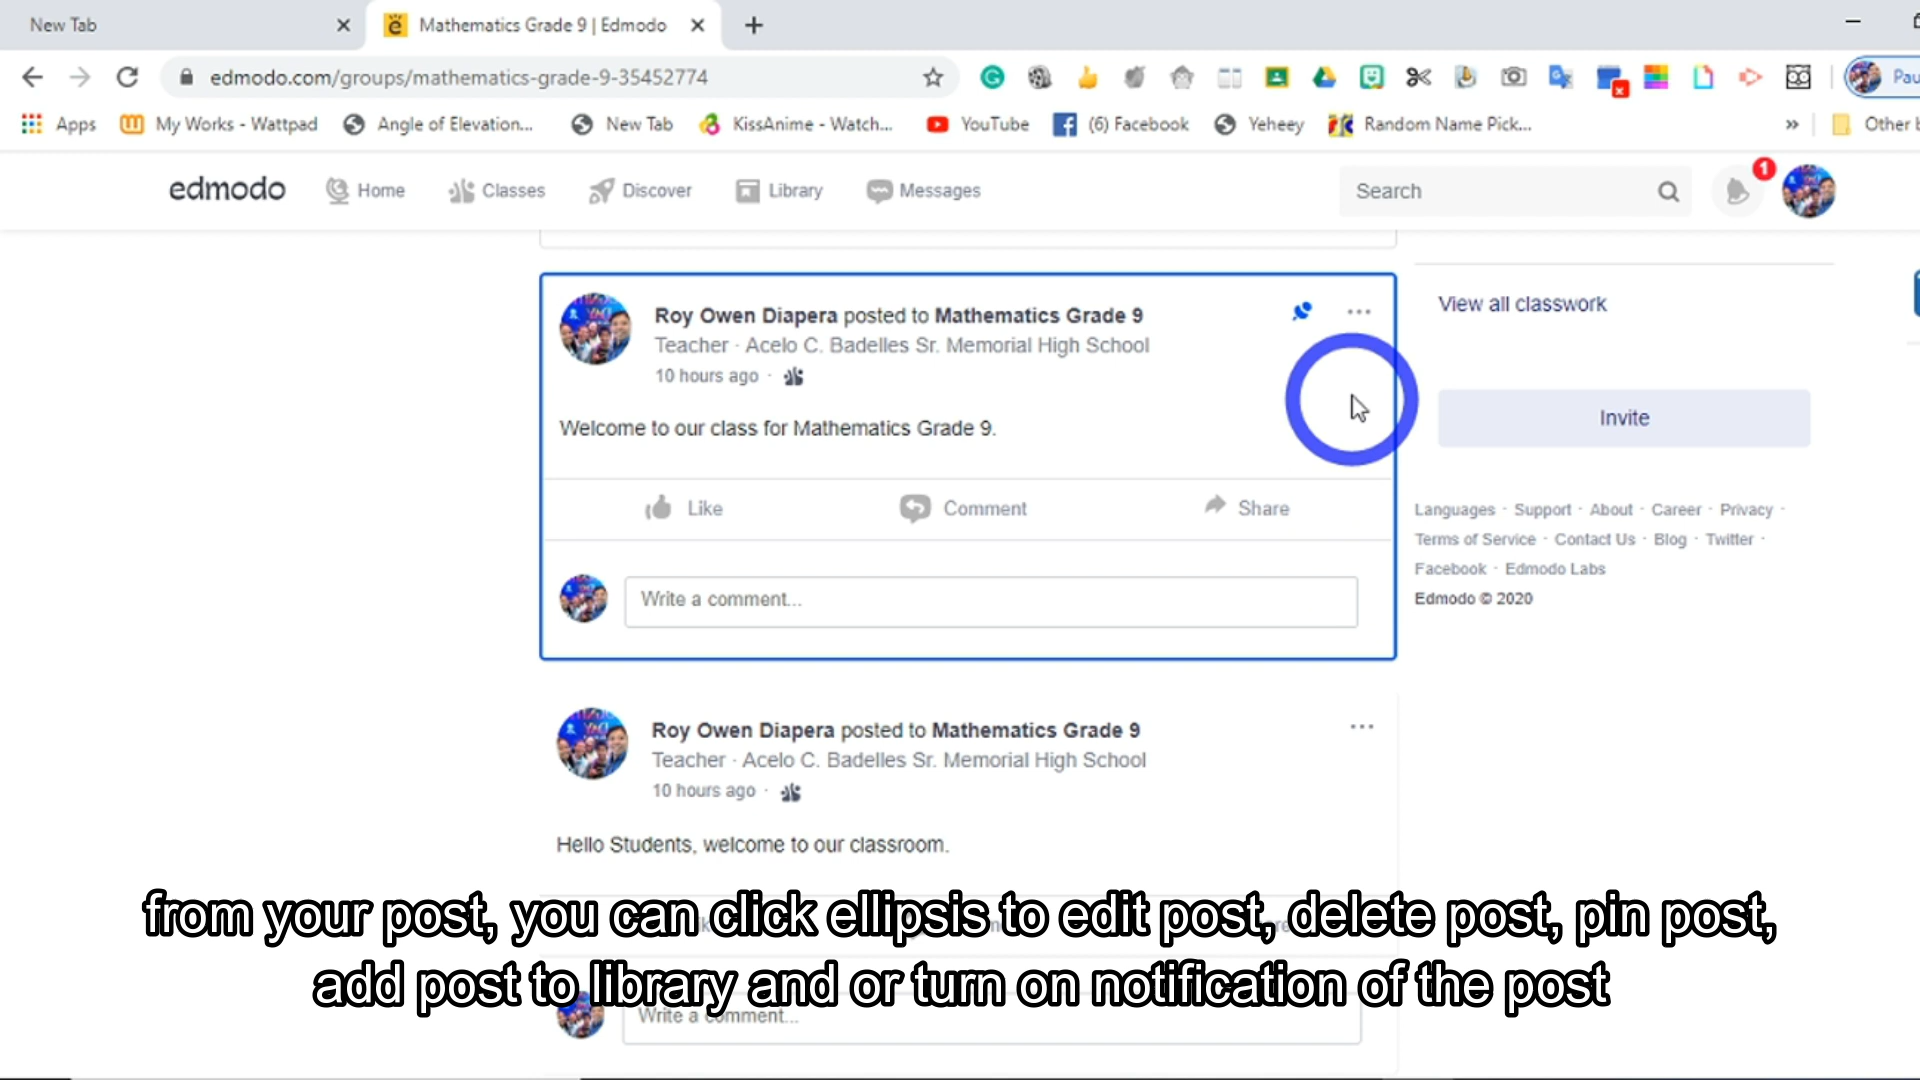 New Tab
Mathematics Grade 9 | Edmodo
edmodo.com/groups/mathematics-grade-9-35452774
Pau
Apps
My Works - Wattpad
Angle of Elevation...
New Tab
KissAnime - Watch...
YouTube
(6) Facebook
Yeheey
Random Name Pick...
»
Other b
edmodo
Home
Classes
Discover
Library
Messages
Search
1
Roy Owen Diapera posted to Mathematics Grade 9
Teacher · Acelo C. Badelles Sr. Memorial High School
10 hours ago ·
Welcome to our class for Mathematics Grade 9.
Like
Comment
Share
Write a comment...
View all classwork
Invite
Languages · Support · About · Career · Privacy ·
Terms of Service · Contact Us · Blog · Twitter ·
Facebook · Edmodo Labs
Edmodo © 2020
Roy Owen Diapera posted to Mathematics Grade 9
Teacher · Acelo C. Badelles Sr. Memorial High School
10 hours ago ·
Hello Students, welcome to our classroom.
from your post, you can click ellipsis to edit post, delete post, pin post,
add post to library and or turn on notification of the post
Write a comment...